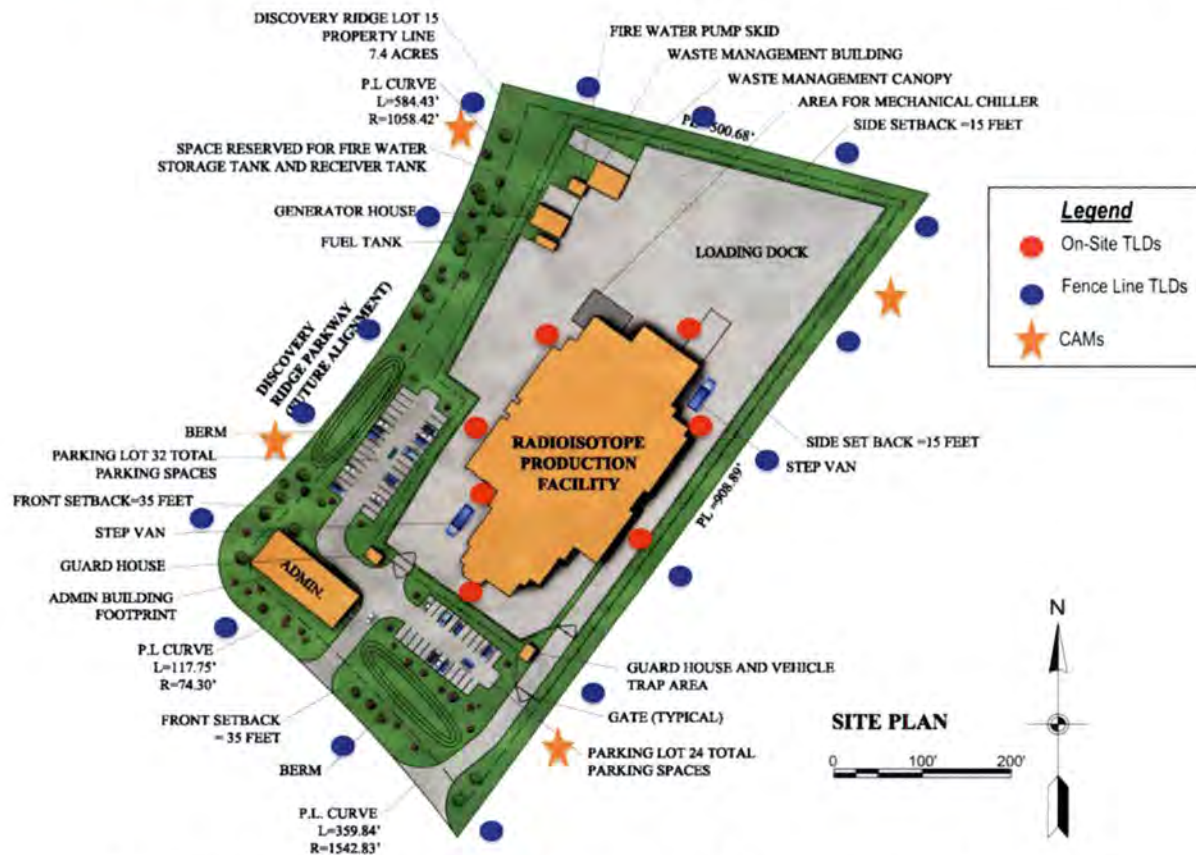 DISCOVERY RIDGE LOT 15
PROPERTY LINE
7.4 ACRES
P.L CURVE
L=584.43'
R=1058.42'
SPACE RESERVED FOR FIRE WATER
STORAGE TANK AND RECEIVER TANK
GENERATOR HOUSE
FUEL TANK
DISCOVERY
RIDGE PARKWAY
(FUTURE ALIGNMENT)
BERM
PARKING LOT 32 TOTAL
PARKING SPACES
FRONT SETBACK=35 FEET
STEP VAN
GUARD HOUSE
ADMIN BUILDING
FOOTPRINT
P.L CURVE
L=117.75'
R=74.30'
FRONT SETBACK
= 35 FEET
BERM
P.L. CURVE
L=359.84'
R=1542.83'
FIRE WATER PUMP SKID
WASTE MANAGEMENT BUILDING
WASTE MANAGEMENT CANOPY
AREA FOR MECHANICAL CHILLER
SIDE SETBACK =15 FEET
500.68'
LOADING DOCK
RADIOISOTOPE
PRODUCTION
FACILITY
ADMIN.
SIDE SET BACK =15 FEET
STEP VAN
PL =908.89'
GUARD HOUSE AND VEHICLE
TRAP AREA
GATE (TYPICAL)
PARKING LOT 24 TOTAL
PARKING SPACES
Legend
On-Site TLDs
Fence Line TLDs
CAMs
N
SITE PLAN
0 100' 200'